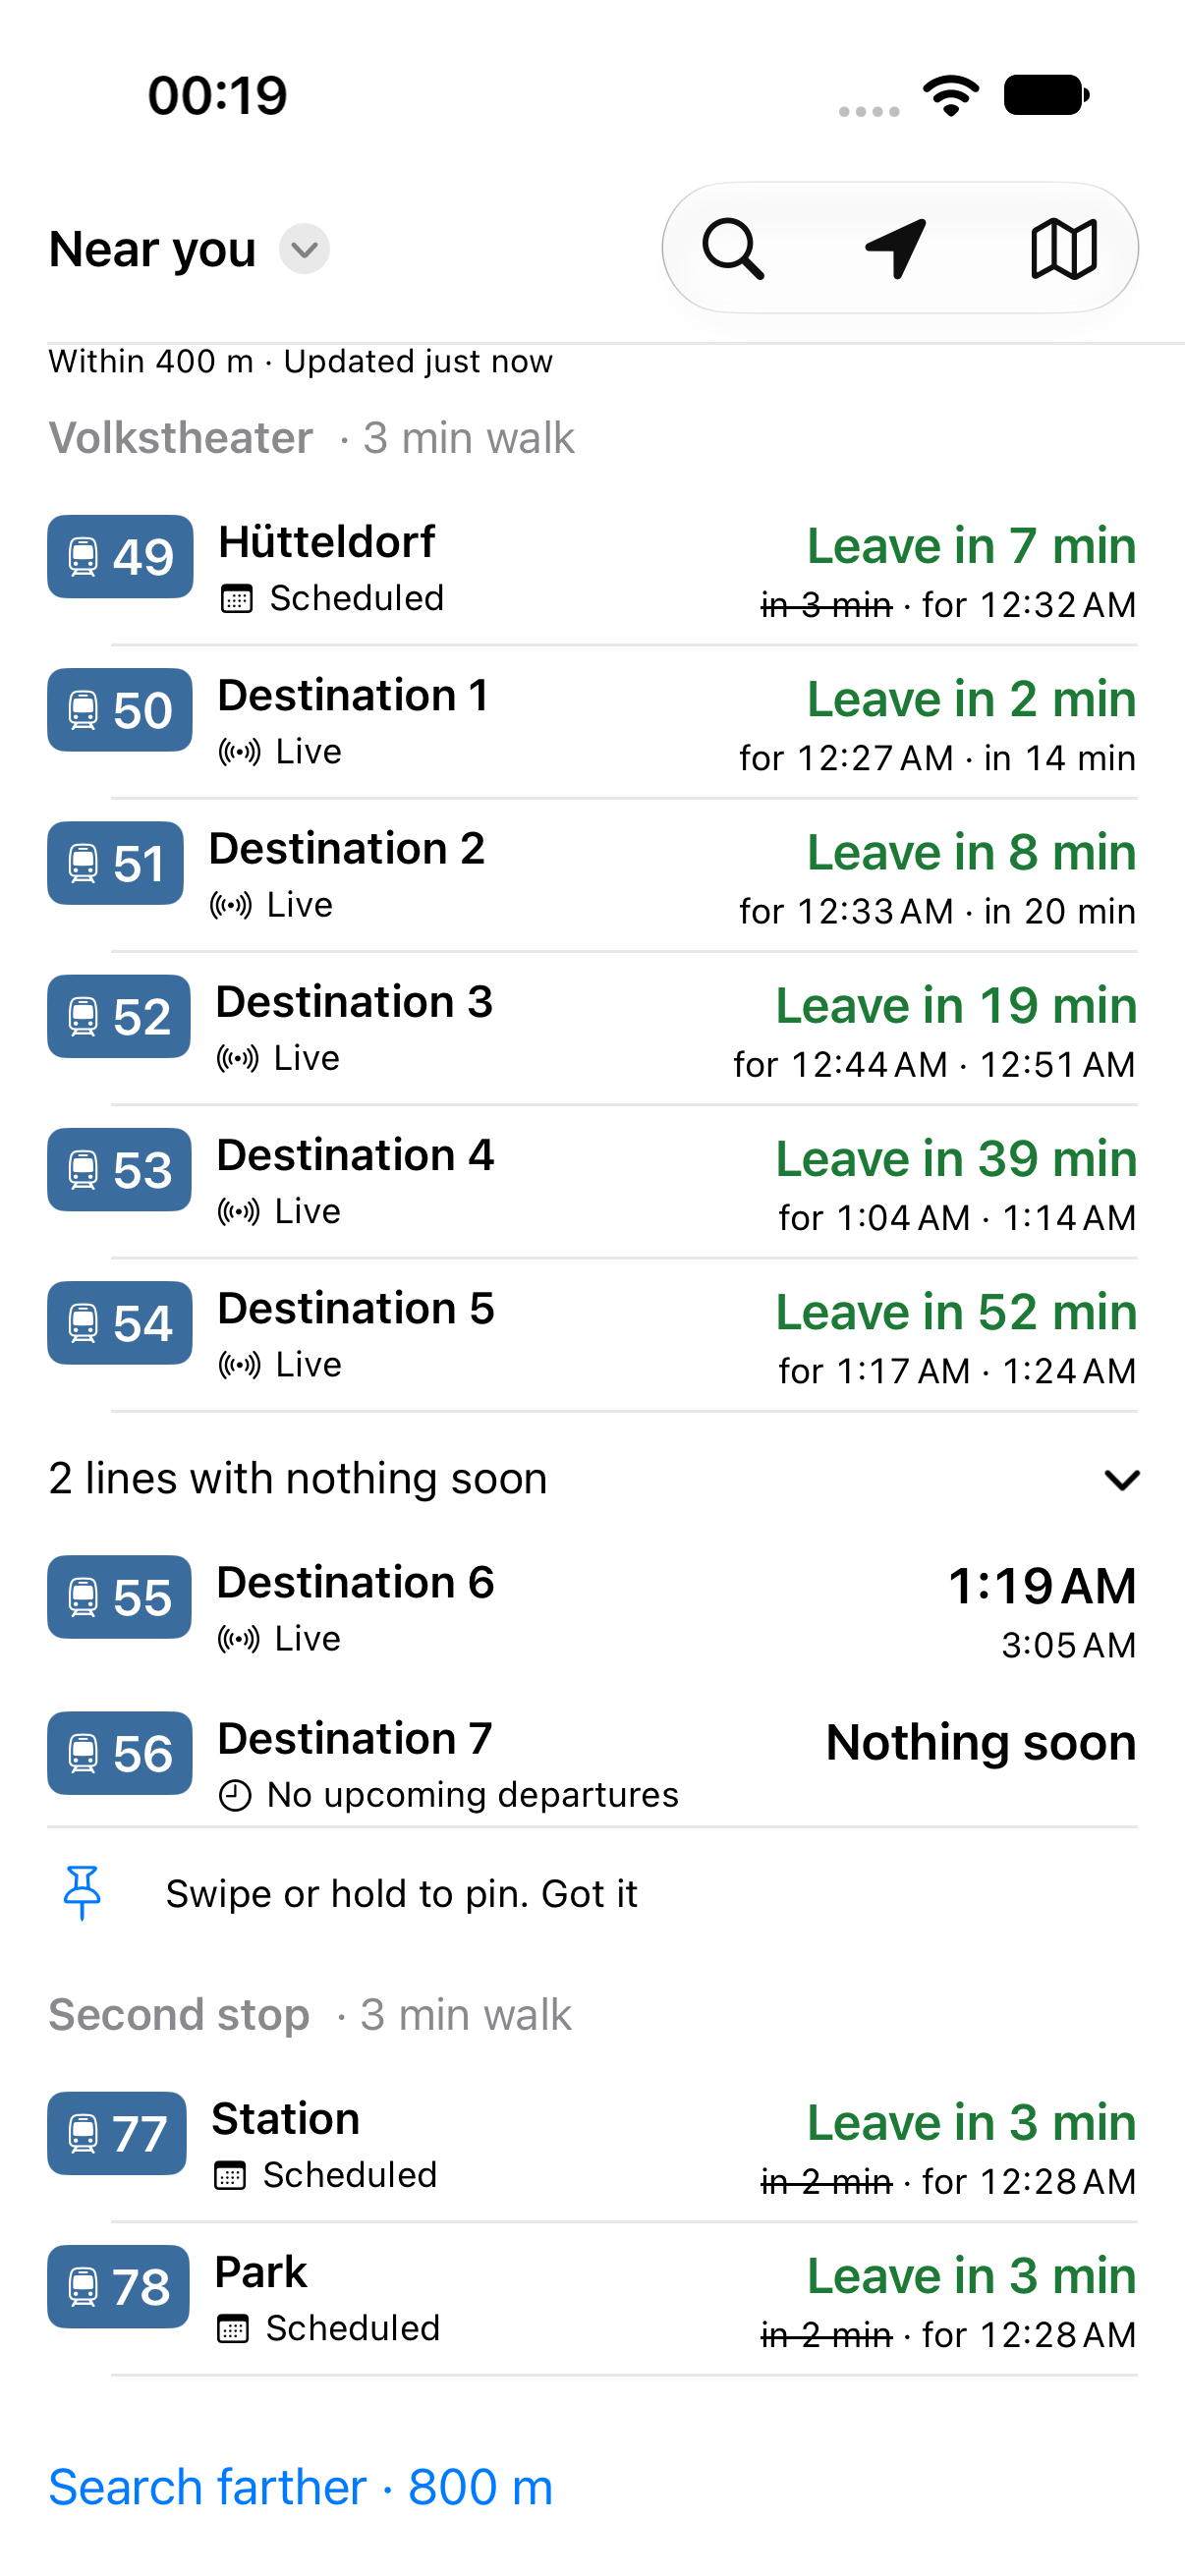 00:19
Near you
Within 400 m · Updated just now
Volkstheater · 3 min walk
49 Hütteldorf Leave in 7 min
Scheduled in 3 min · for 12:32 AM
50 Destination 1 Leave in 2 min
Live for 12:27 AM · in 14 min
51 Destination 2 Leave in 8 min
Live for 12:33 AM · in 20 min
52 Destination 3 Leave in 19 min
Live for 12:44 AM · 12:51 AM
53 Destination 4 Leave in 39 min
Live for 1:04 AM · 1:14 AM
54 Destination 5 Leave in 52 min
Live for 1:17 AM · 1:24 AM
2 lines with nothing soon
55 Destination 6 1:19 AM
Live 3:05 AM
56 Destination 7 Nothing soon
No upcoming departures
Swipe or hold to pin. Got it
Second stop · 3 min walk
77 Station Leave in 3 min
Scheduled in 2 min · for 12:28 AM
78 Park Leave in 3 min
Scheduled in 2 min · for 12:28 AM
Search farther · 800 m